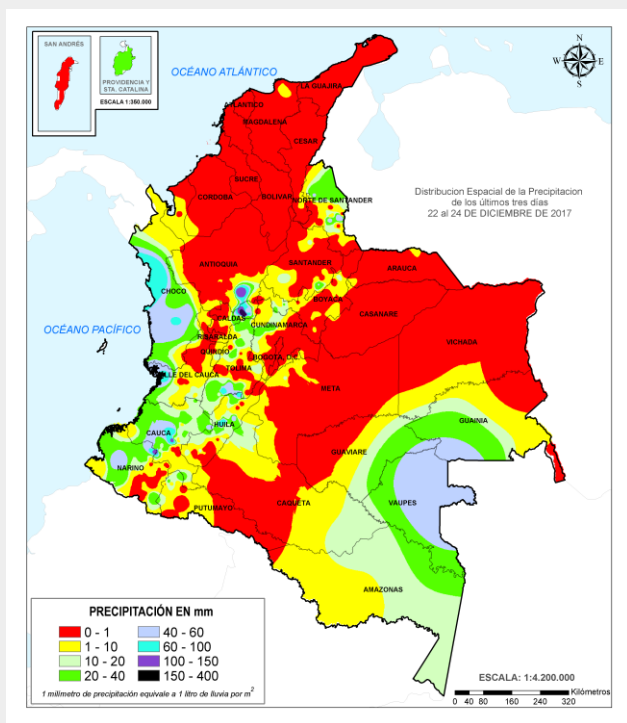 SAN ANDRÉS
PROVIDENCIA Y
STA. CATALINA
ESCALA 1:350.000
N
W
E
S
OCÉANO ATLÁNTICO
LA GUAJIRA
ATLANTICO
MAGDALENA
CESAR
SUCRE
CORDOBA
BOLIVAR
NORTE DE SANTANDER
Distribucion Espacial de la Precipitacion
de los últimos tres días
22 al 24 DE DICIEMBRE DE 2017
ANTIOQUIA
SANTANDER
ARAUCA
CHOCO
BOYACA
CASANARE
CALDAS
CUNDINAMARCA
OCÉANO PACÍFICO
RISARALDA
VICHADA
QUINDIO
BOGOTA, D.C.
TOLIMA
VALLE DEL CAUCA
META
GUAINIA
CAUCA
HUILA
GUAVIARE
NARINO
VAUPES
PUTUMAYO
CAQUETA
AMAZONAS
PRECIPITACIÓN EN mm
0 - 1
40 - 60
1 - 10
60 - 100
10 - 20
100 - 150
20 - 40
150 - 400
1 milimetro de precipitación equivale a 1 litro de lluvia por m2
ESCALA: 1:4.200.000
Kilómetros
0 40 80 160 240 320